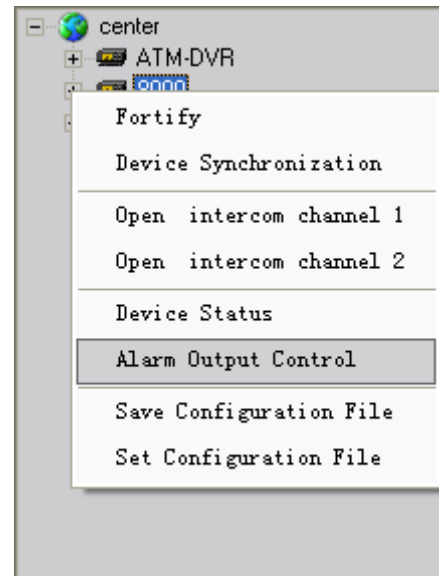 center
ATM-DVR
9000
Fortify
Device Synchronization
Open intercom channel 1
Open intercom channel 2
Device Status
Alarm Output Control
Save Configuration File
Set Configuration File